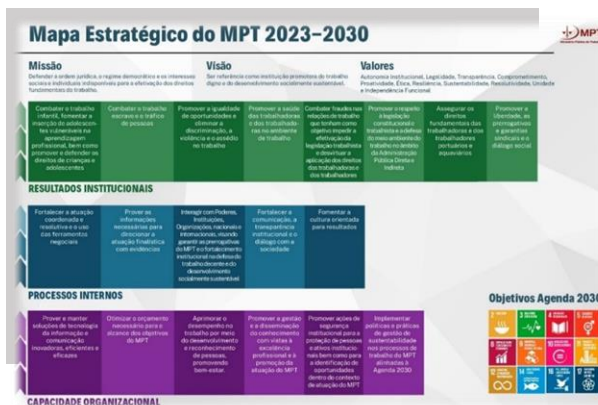 Mapa Estratégico do MPT 2023-2030
MPT
Missão
Defender a ordem jurídica, o regime democrático e os interesses
sociais e individuais indisponíveis para a efetivação dos direitos
fundamentais do trabalho.
Visão
Ser referência como instituição promotora do trabalho
digno e do desenvolvimento socialmente sustentável.
Valores
Autonomia institucional, Legalidade, Transparência, Comprometimento,
Proatividade, Ética, Resiliência, Sustentabilidade, Resolutividade, Unidade
e Independência Funcional
Combater o trabalho
infantil, fomentar a
inserção de adolescen-
tes vulneráveis na
aprendizagem
profissional, bem como
promover e defender os
direitos de crianças e
adolescentes
Combater o trabalho
escravo e o tráfico
de pessoas
Promover a igualdade
de oportunidades e
eliminar a
discriminação, a
violência e o assédio
no trabalho
Promover a saúde
das trabalhadoras
e dos trabalhado-
ras no ambiente
de trabalho
Combater fraudes nas
relações de trabalho
que tenham como
objetivo impedir a
efetivação da
legislação trabalhista
e desvirtuar a
aplicação dos direitos
das trabalhadoras e
dos trabalhadores
Promover o respeito
à legislação
constitucional e
trabalhista e a defesa
do meio ambiente do
trabalho no âmbito
da Administração
Pública Direta e
Indireta
Assegurar os
direitos
fundamentais das
trabalhadoras e dos
trabalhadores
portuários e
aquaviários
Promover a
liberdade, as
prerrogativas
e garantias
sindicais e o
diálogo social
RESULTADOS INSTITUCIONAIS
Fortalecer a atuação
coordenada e
resolutiva e o uso
das ferramentas
negociais
Prover as
informações
necessárias para
direcionar a
atuação finalística
com evidências
Interagir com Poderes,
Instituições,
Organizações, nacionais e
internacionais, visando
garantir as prerrogativas
do MPT e o fortalecimento
institucional na defesa do
trabalho decente e do
desenvolvimento
socialmente sustentável
Fortalecer a
comunicação, a
transparência
institucional e o
diálogo com a
sociedade
Fomentar a
cultura orientada
para resultados
PROCESSOS INTERNOS
Objetivos Agenda 2030
Prover e manter
soluções de tecnologia
da informação e
comunicação
inovadoras, eficientes e
eficazes
Otimizar o orçamento
necessário para o
alcance dos objetivos
do MPT
Aprimorar o
desempenho no
trabalho por meio
do desenvolvimento
e reconhecimento
de pessoas,
promovendo
bem-estar.
Promover a gestão
e a disseminação
do conhecimento
com vistas à
excelência
profissional e à
promoção da
atuação do MPT
Promover ações de
segurança
institucional para a
proteção de pessoas
e ativos institucio-
nais bem como para
a identificação de
oportunidades
dentro do contexto
de atuação do MPT
Implementar
políticas e práticas
de gestão de
sustentabilidade
nos processos de
trabalho do MPT
alinhadas à
Agenda 2030
CAPACIDADE ORGANIZACIONAL